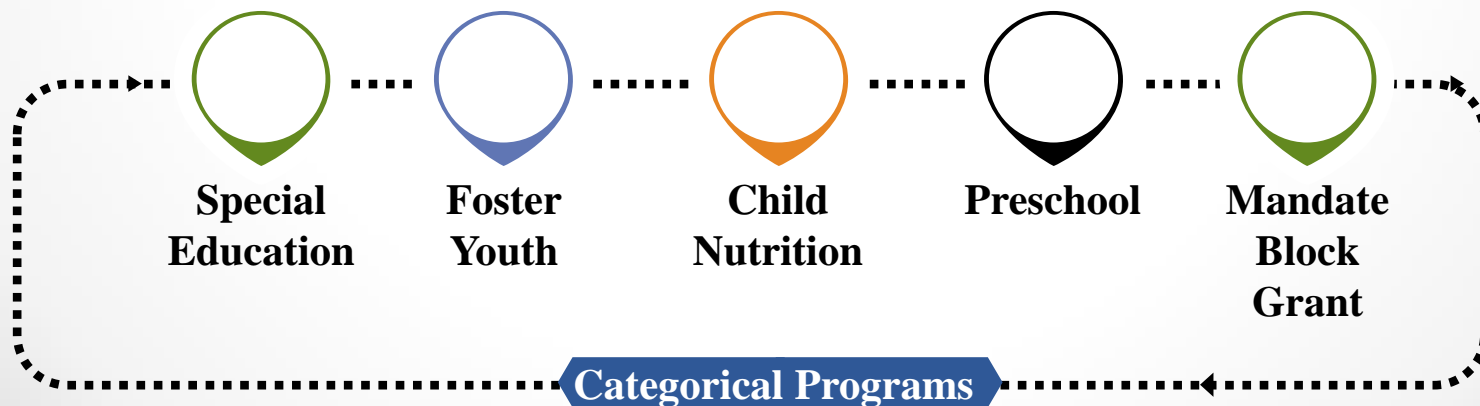 Special
Education
Foster
Youth
Child
Nutrition
Preschool
Mandate
Block
Grant
Categorical Programs